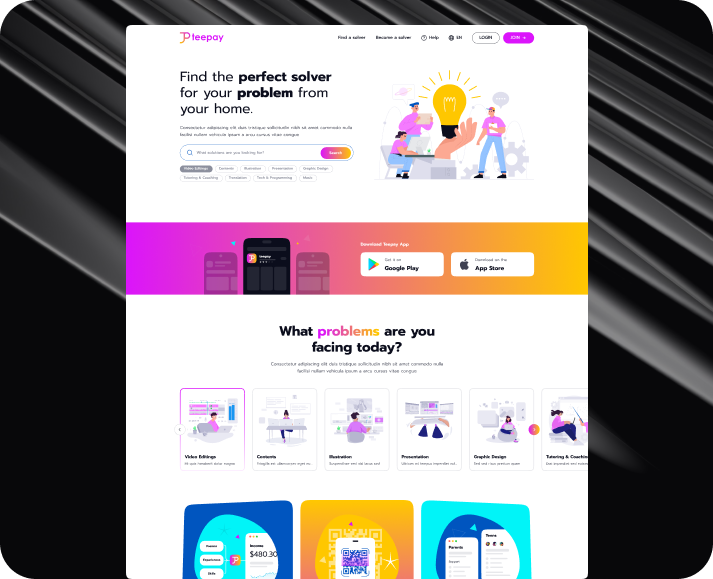 teepay
Find a solver
Become a solver
Help
EN
LOGIN
JOIN
Find the perfect solver
for your problem from
your home.
Consectetur adipiscing elit duis tristique sollicitudin nibh sit amet commodo nulla
facilisi nullam vehicula ipsum a arcu cursus vitae congue
What solutions are you looking for?
Search
Video Editings
Contents
Illustration
Presentation
Graphic Design
Tutoring & Coaching
Translation
Tech & Programming
Music
Download Teepay App
teepay
Get it on
Google Play
Download on the
App Store
What problems are you
facing today?
Consectetur adipiscing elit duis tristique sollicitudin nibh sit amet commodo nulla
facilisi nullam vehicula ipsum a arcu cursus vitae congue
Video Editings
Contents
Illustration
Presentation
Graphic Design
Tutoring & Coachin
Income
$480.30
Parents
Teens